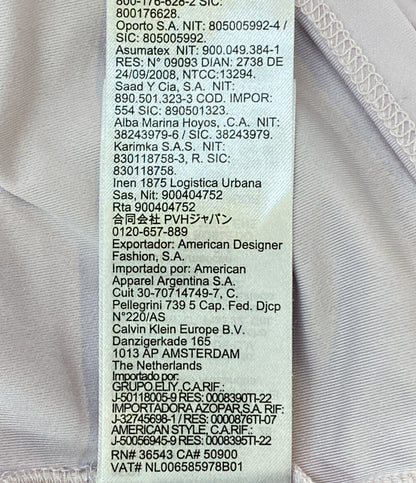 800-176-628-2 SIC:
800176628.
Oporto S.A. NIT: 805005992-4 /
SIC: 805005992.
Asumatex NIT: 900.049.384-1
RES: N° 09093 DIAN: 2738 DE
24/09/2008, NTCC:13294.
Saad Y Cia, S.A. NIT:
890.501.323-3 COD. IMPOR:
554 SIC: 890501323.
Alba Marina Hoyos, .C.A. NIT:
38243979-6 / SIC: 38243979.
Karimka S.A.S. NIT:
830118758-3, R. SIC:
830118758.
Inen 1875 Logistica Urbana
Sas, Nit: 900404752
Rta 900404752
合同会社 PVHジャパン
0120-657-889
Exportador: American Designer
Fashion, S.A.
Importado por: American
Apparel Argentina S.A.
Cuit 30-70714749-7, C.
Pellegrini 739 5 Cap. Fed. Djcp
N°220/AS
Calvin Klein Europe B.V.
Danzigerkade 165
1013 AP AMSTERDAM
The Netherlands
Importado por:
GRUPO.ELIY.,C.A.RIF.:
J-50118005-9 RES: 0008390TI-22
IMPORTADORA AZOPAR,S.A. RIF:
J-32745698-1 / RES: 0000876TI-07
AMERICAN STYLE, C.A. RIF.:
J-50056945-9 RES: 0008395TI-22
RN# 36543 CA# 50900
VAT# NL006585978B01